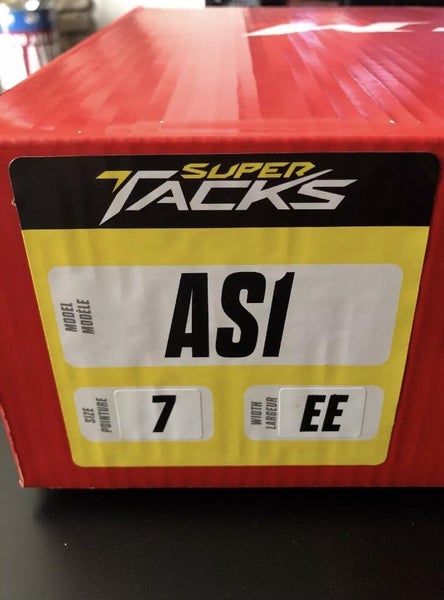 SUPER
TACKS
MODEL
MODÈLE
AS1
SIZE
POINTURE
7
WIDTH
LARGEUR
EE